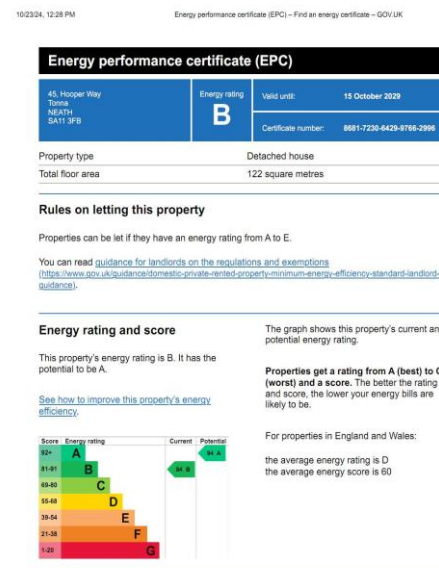 10/23/24, 12:28 PM Energy performance certificate (EPC) – Find an energy certificate – GOV.UK
Energy performance certificate (EPC)
45, Hooper Way
Tonna
NEATH
SA11 3FB
Energy rating
B
Valid until: 15 October 2029
Certificate number: 8681-7230-6429-9766-2996
Property type Detached house
Total floor area 122 square metres
Rules on letting this property
Properties can be let if they have an energy rating from A to E.
You can read guidance for landlords on the regulations and exemptions
(https://www.gov.uk/guidance/domestic-private-rented-property-minimum-energy-efficiency-standard-landlord-
guidance).
Energy rating and score
This property's energy rating is B. It has the
potential to be A.
See how to improve this property's energy
efficiency.
Score Energy rating Current Potential
92+ A 94 A
81-91 B 84 B
69-80 C
55-68 D
39-54 E
21-38 F
1-20 G
The graph shows this property's current an
potential energy rating.
Properties get a rating from A (best) to G
(worst) and a score. The better the rating
and score, the lower your energy bills are
likely to be.
For properties in England and Wales:
the average energy rating is D
the average energy score is 60